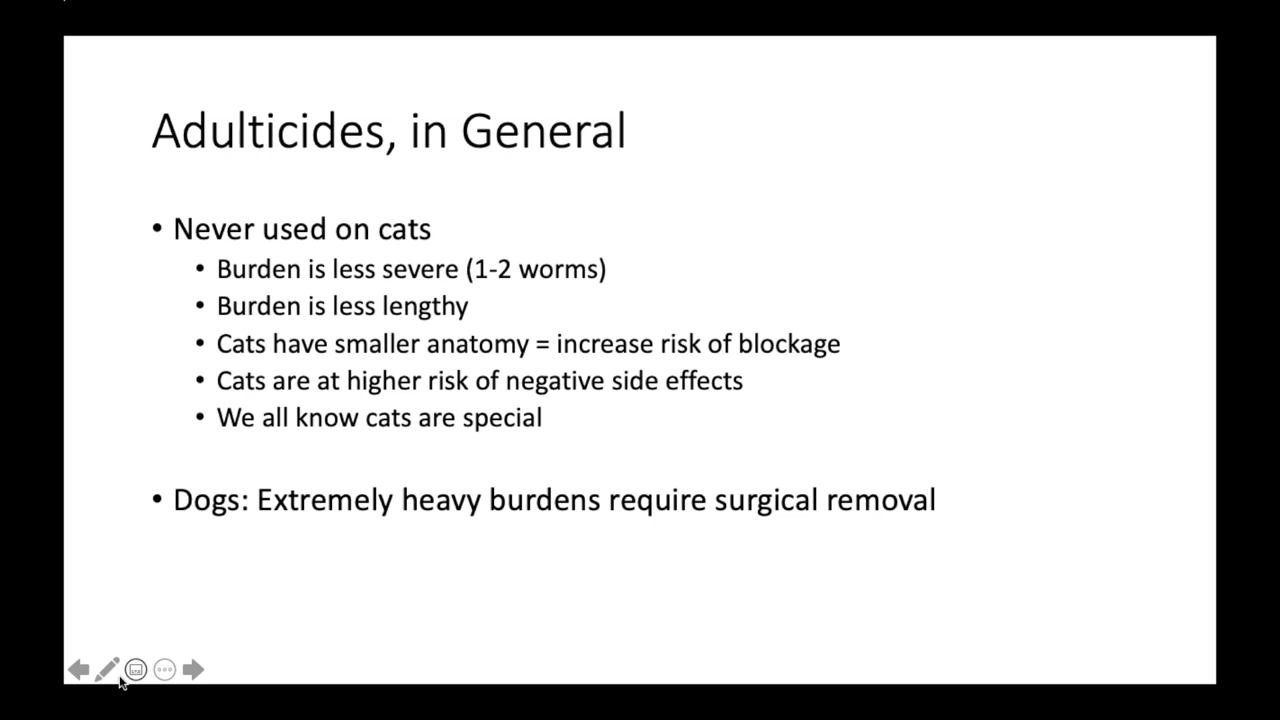 Adulticides, in General
• Never used on cats
• Burden is less severe (1-2 worms)
• Burden is less lengthy
• Cats have smaller anatomy = increase risk of blockage
• Cats are at higher risk of negative side effects
• We all know cats are special
• Dogs: Extremely heavy burdens require surgical removal